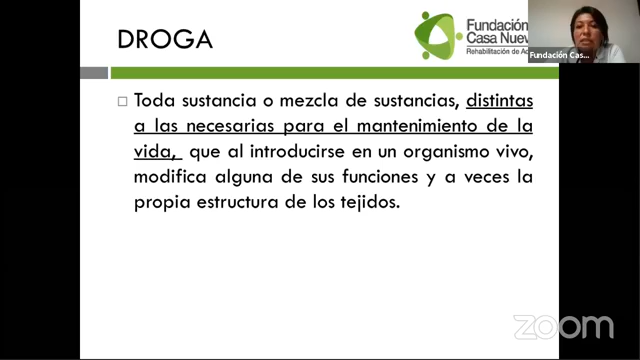 DROGA
Fundación
Casa Nuev
Rehabilitación de Ad
Fundación Cas...
□ Toda sustancia o mezcla de sustancias, distintas
a las necesarias para el mantenimiento de la
vida, que al introducirse en un organismo vivo,
modifica alguna de sus funciones y a veces la
propia estructura de los tejidos.
zoom